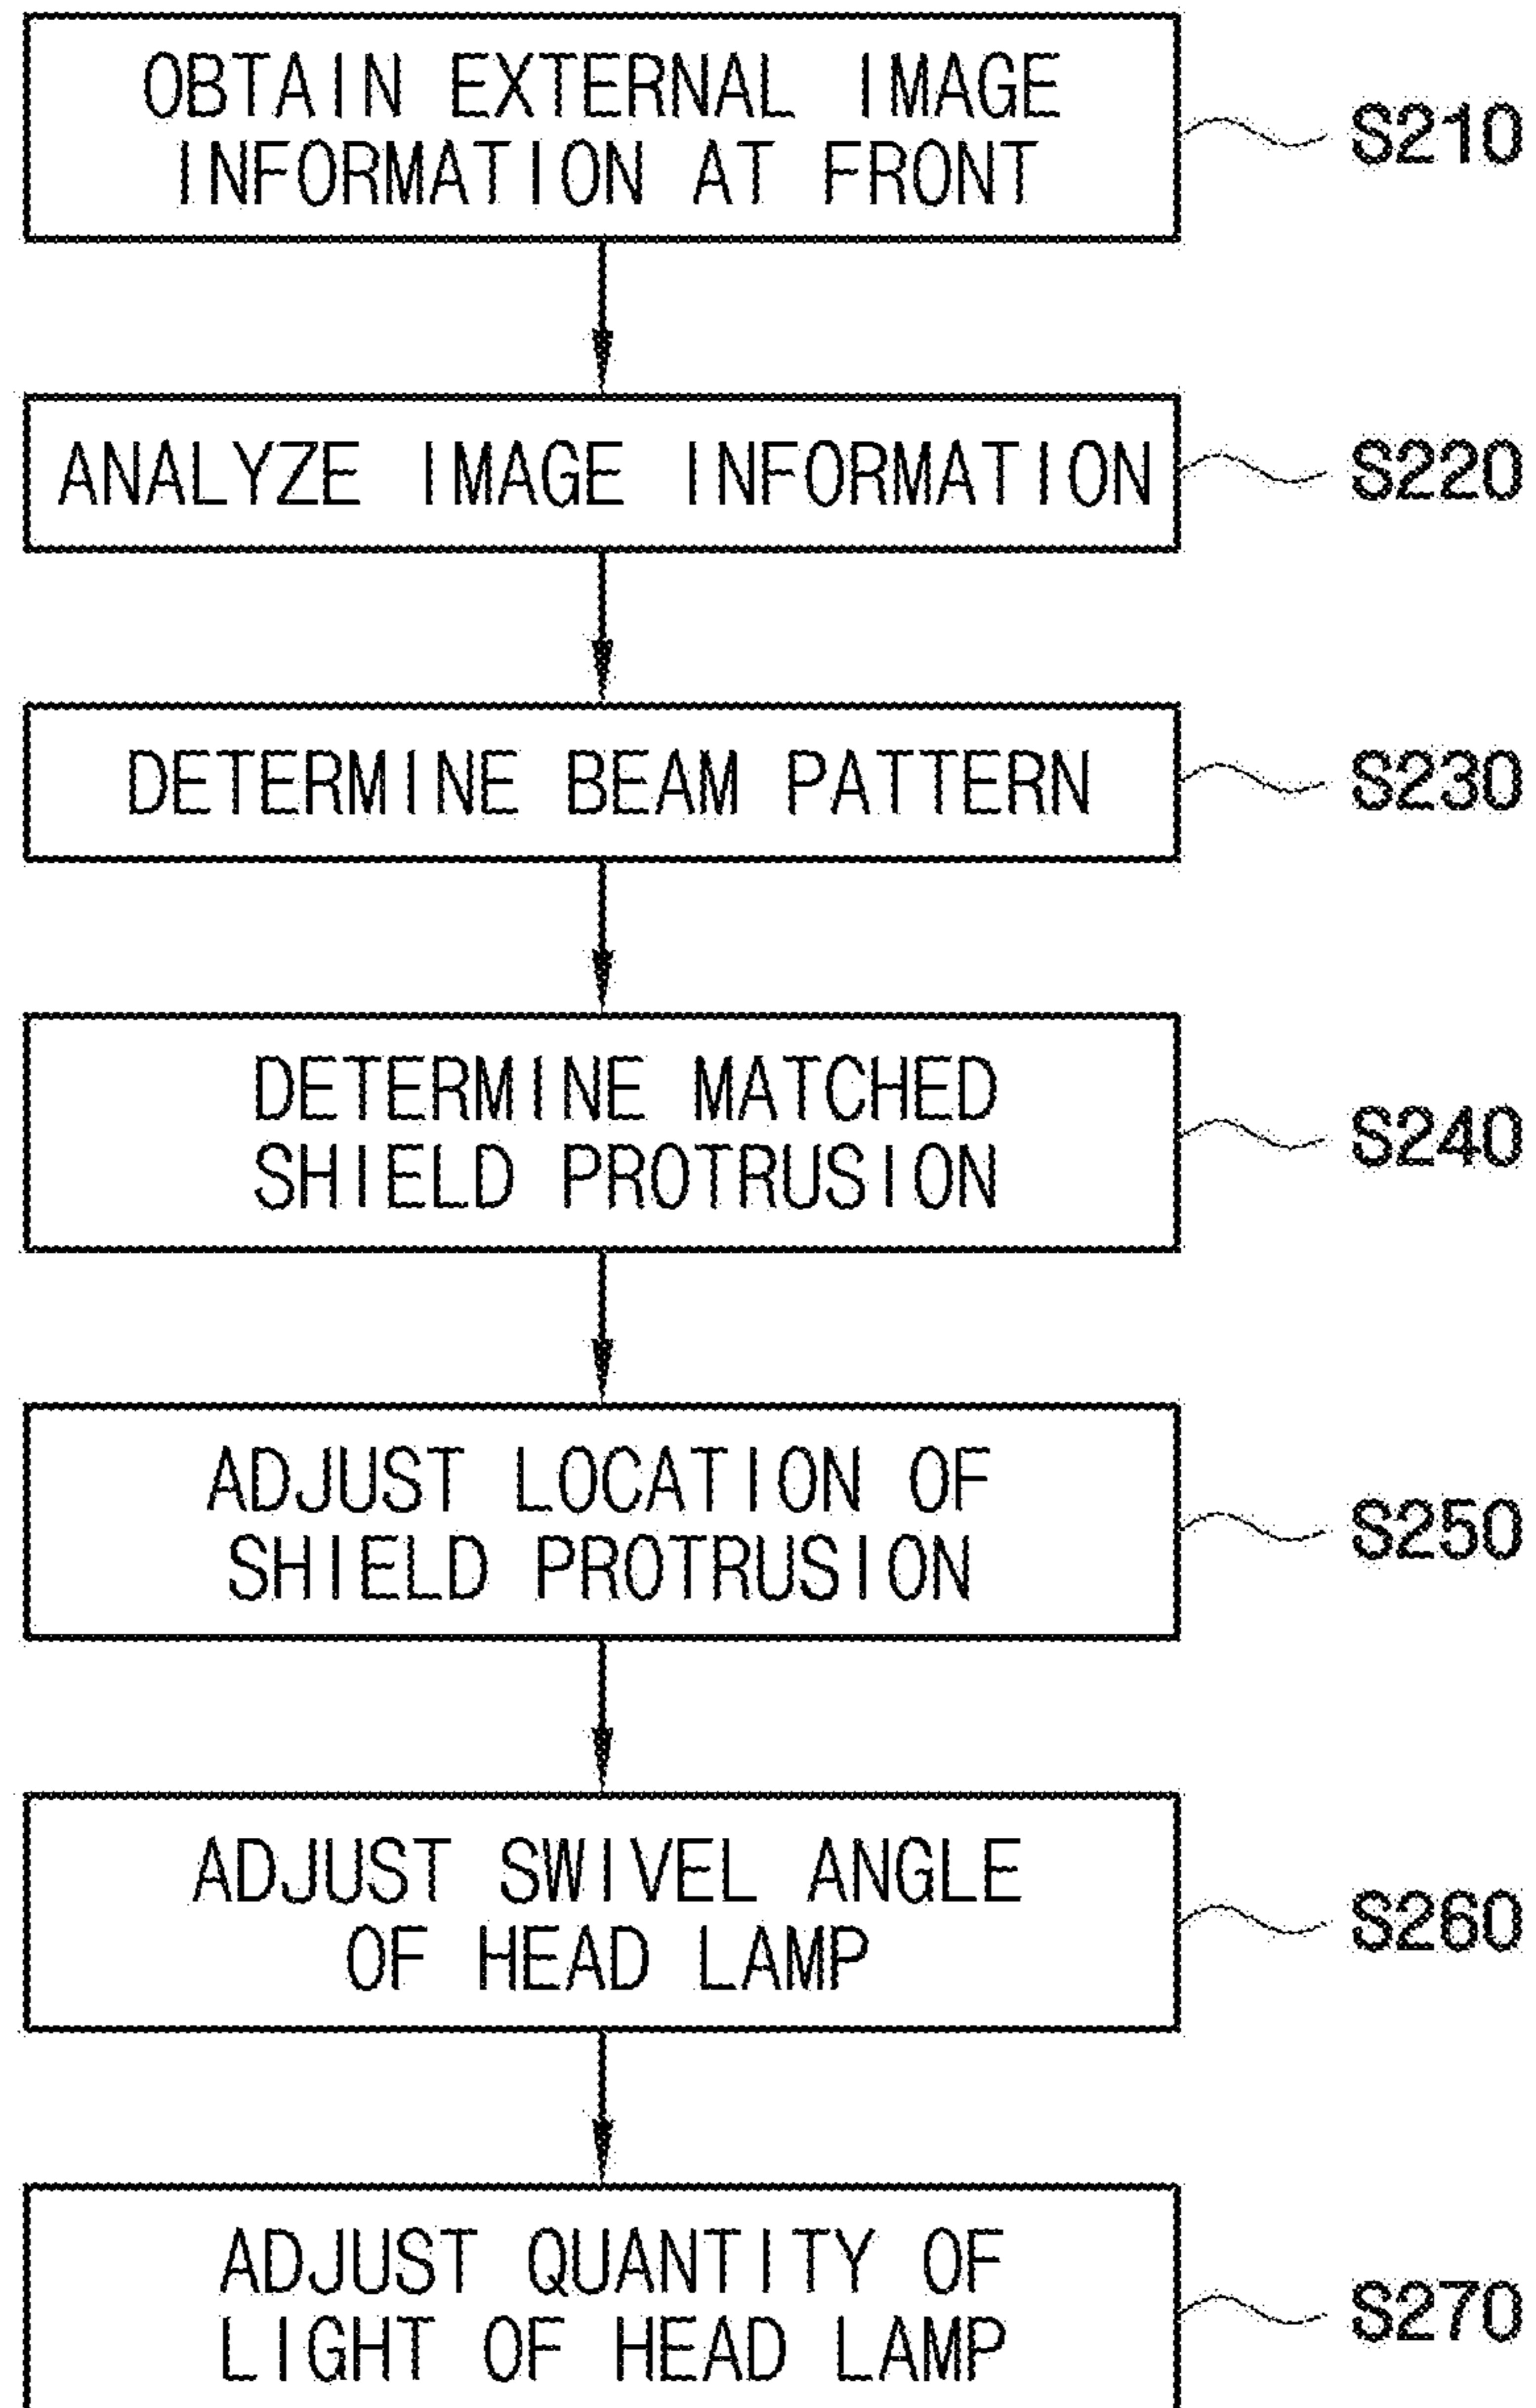 OBTAIN EXTERNAL IMAGE
INFORMATION AT FRONT
S210
ANALYZE IMAGE INFORMATION
S220
DETERMINE BEAM PATTERN
S230
DETERMINE MATCHED
SHIELD PROTRUSION
S240
ADJUST LOCATION OF
SHIELD PROTRUSION
S250
ADJUST SWIVEL ANGLE
OF HEAD LAMP
S260
ADJUST QUANTITY OF
LIGHT OF HEAD LAMP
S270